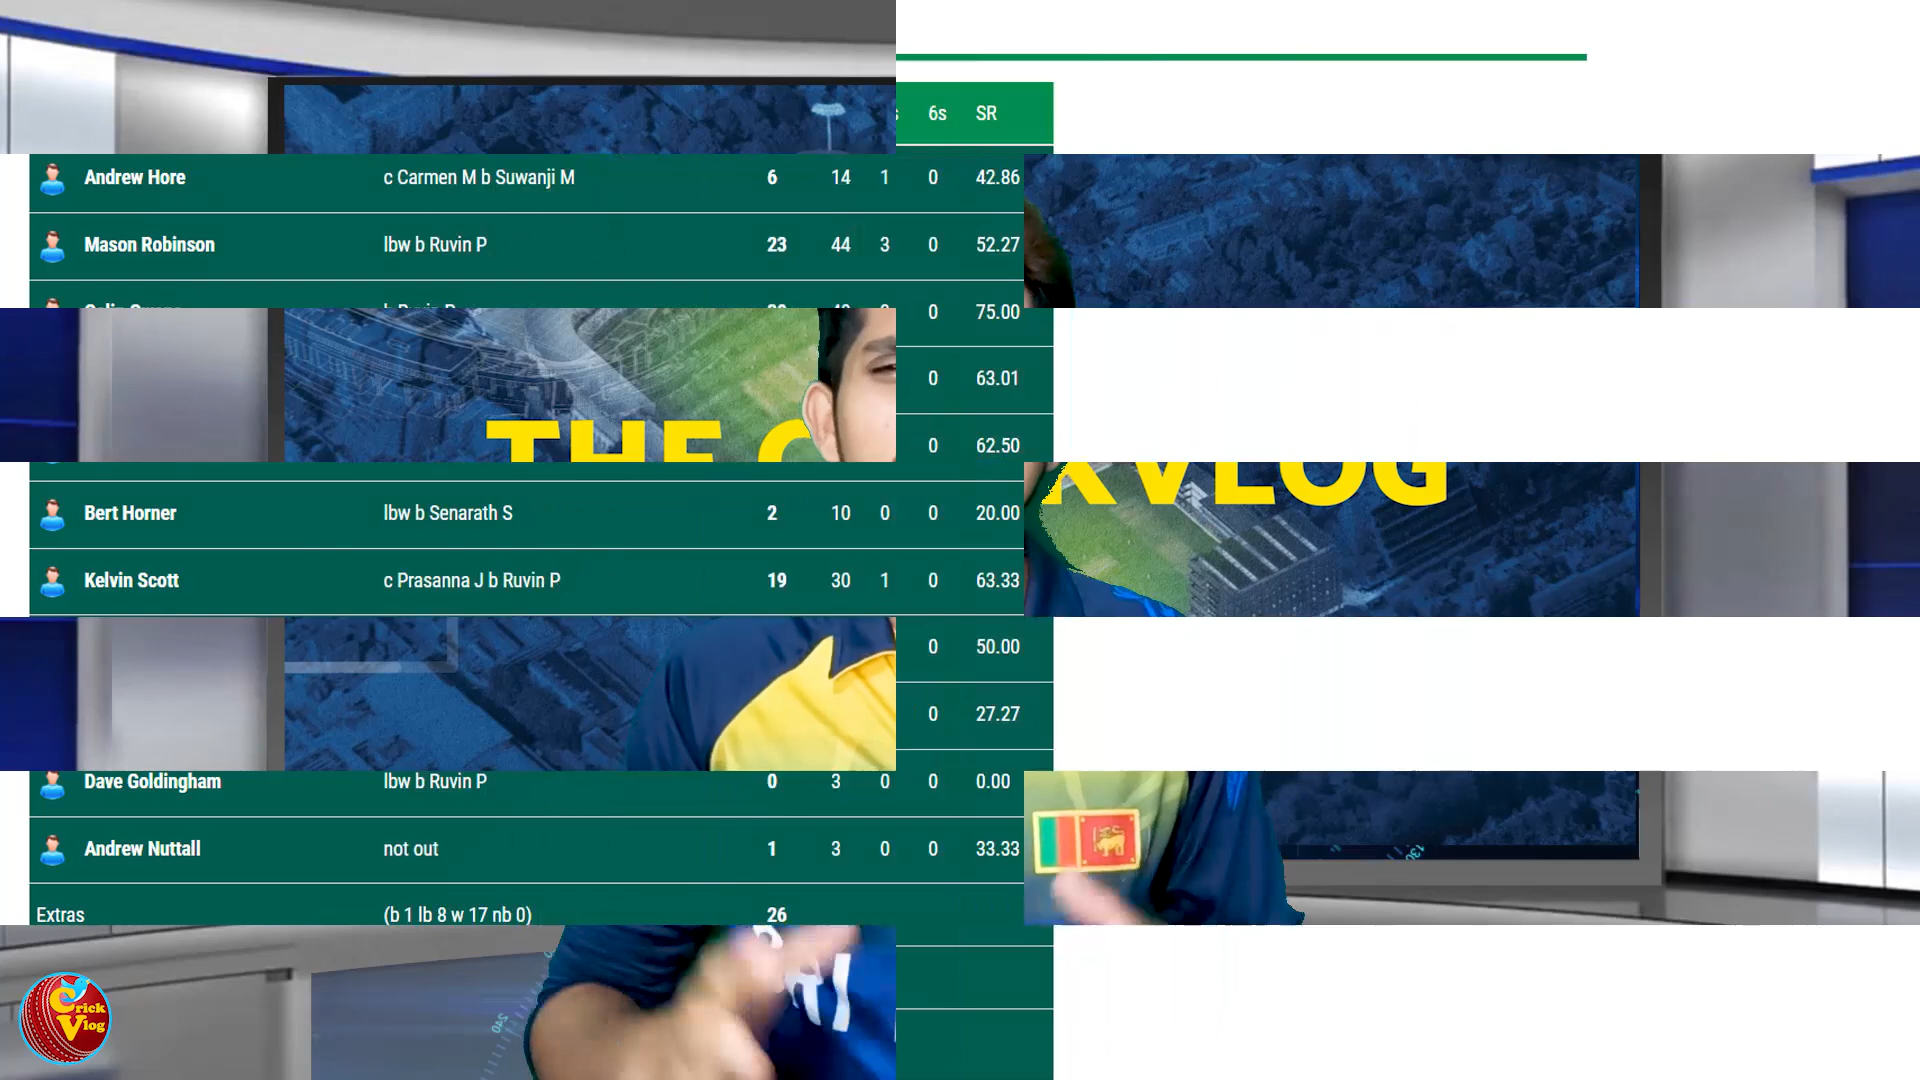 6s SR
Andrew Hore c Carmen M b Suwanji M 6 14 1 0 42.86
Mason Robinson lbw b Ruvin P 23 44 3 0 52.27
0 75.00
0 63.01
THE 0 62.50
VLOG
Bert Horner lbw b Senarath S 2 10 0 0 20.00
Kelvin Scott c Prasanna J b Ruvin P 19 30 1 0 63.33
0 50.00
0 27.27
Dave Goldingham lbw b Ruvin P 0 3 0 0 0.00
Andrew Nuttall not out 1 3 0 0 33.33
130
Extras (b 1 lb 8 w 17 nb 0) 26
Crick
Vlog
240